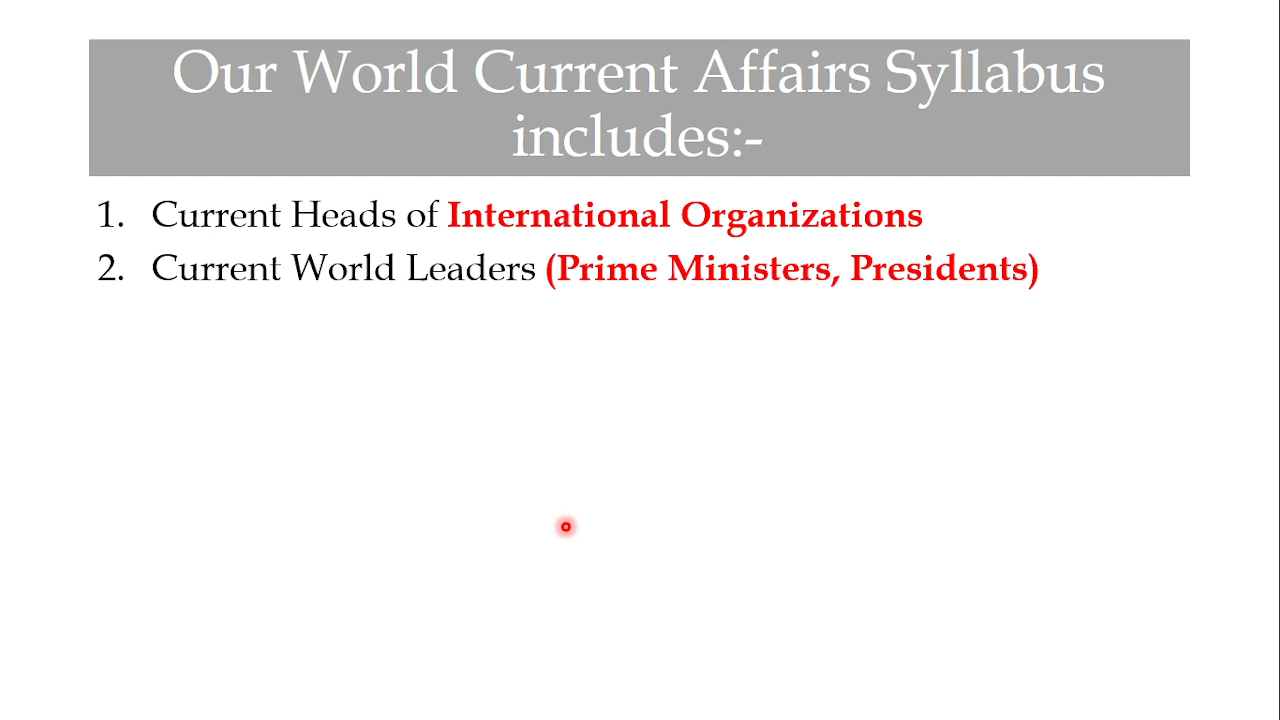 Our World Current Affairs Syllabus
includes:-
1. Current Heads of International Organizations
2. Current World Leaders (Prime Ministers, Presidents)